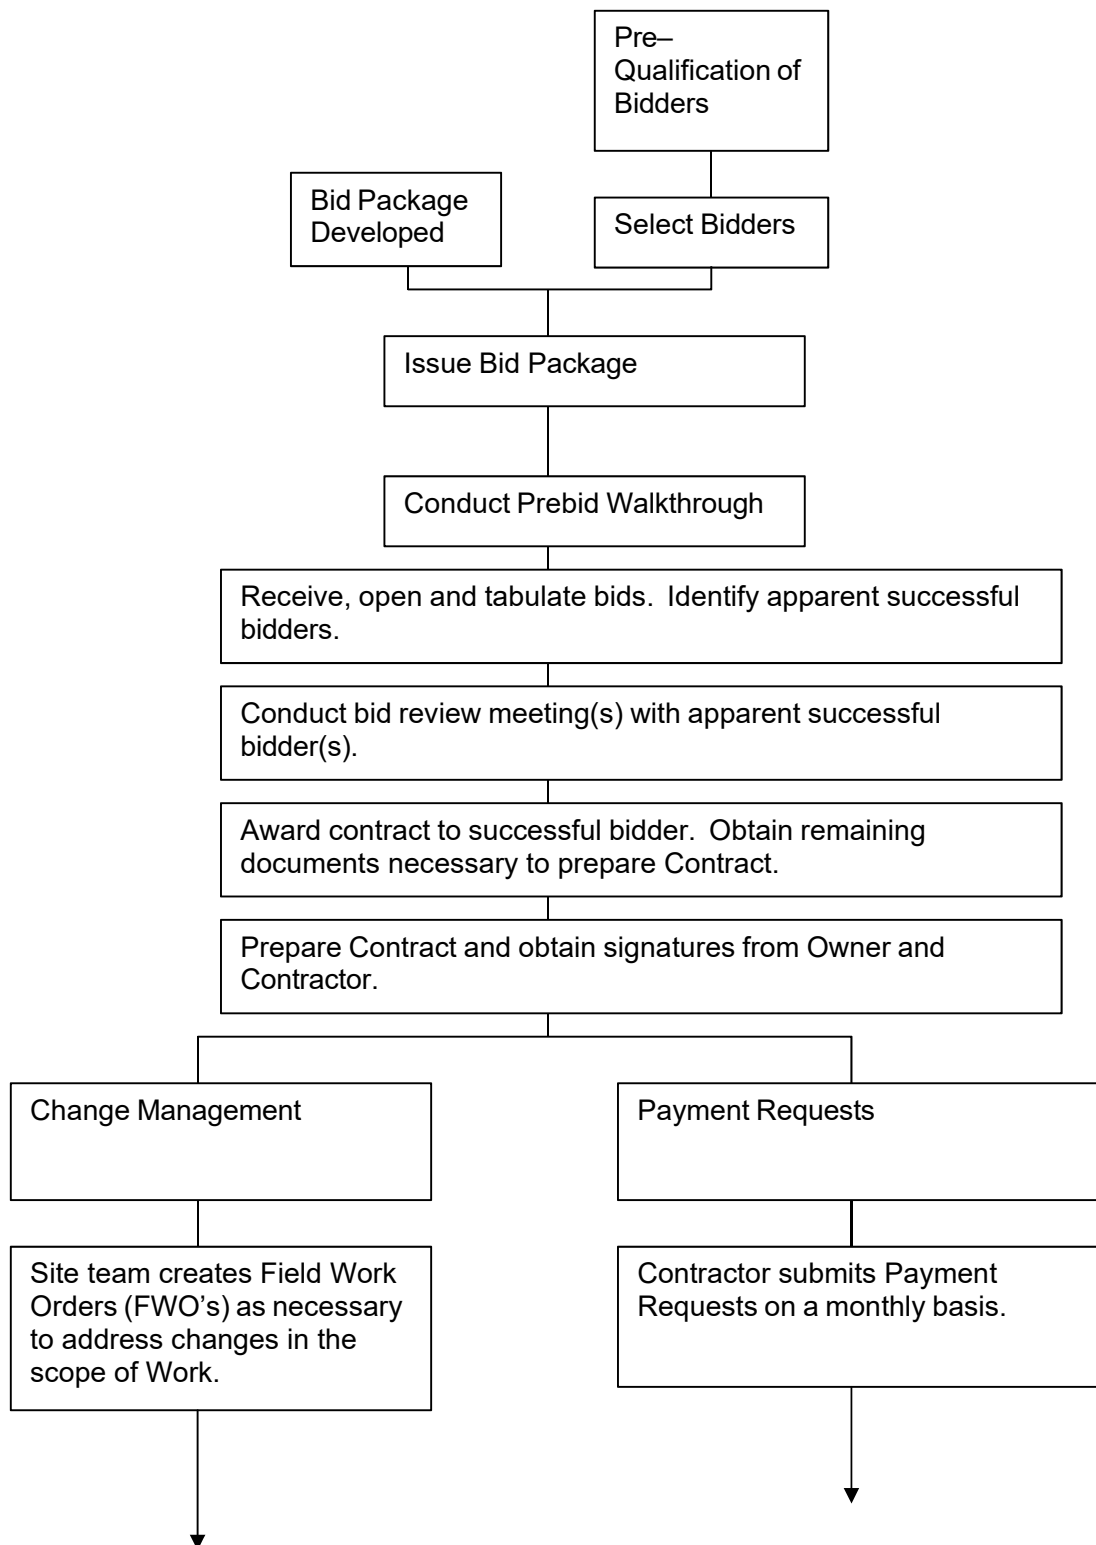 Pre–
Qualification of
Bidders
Bid Package
Developed
Select Bidders
Issue Bid Package
Conduct Prebid Walkthrough
Receive, open and tabulate bids.  Identify apparent successful
bidders.
Conduct bid review meeting(s) with apparent successful
bidder(s).
Award contract to successful bidder.  Obtain remaining
documents necessary to prepare Contract.
Prepare Contract and obtain signatures from Owner and
Contractor.
Change Management
Payment Requests
Site team creates Field Work
Orders (FWO’s) as necessary
to address changes in the
scope of Work.
Contractor submits Payment
Requests on a monthly basis.